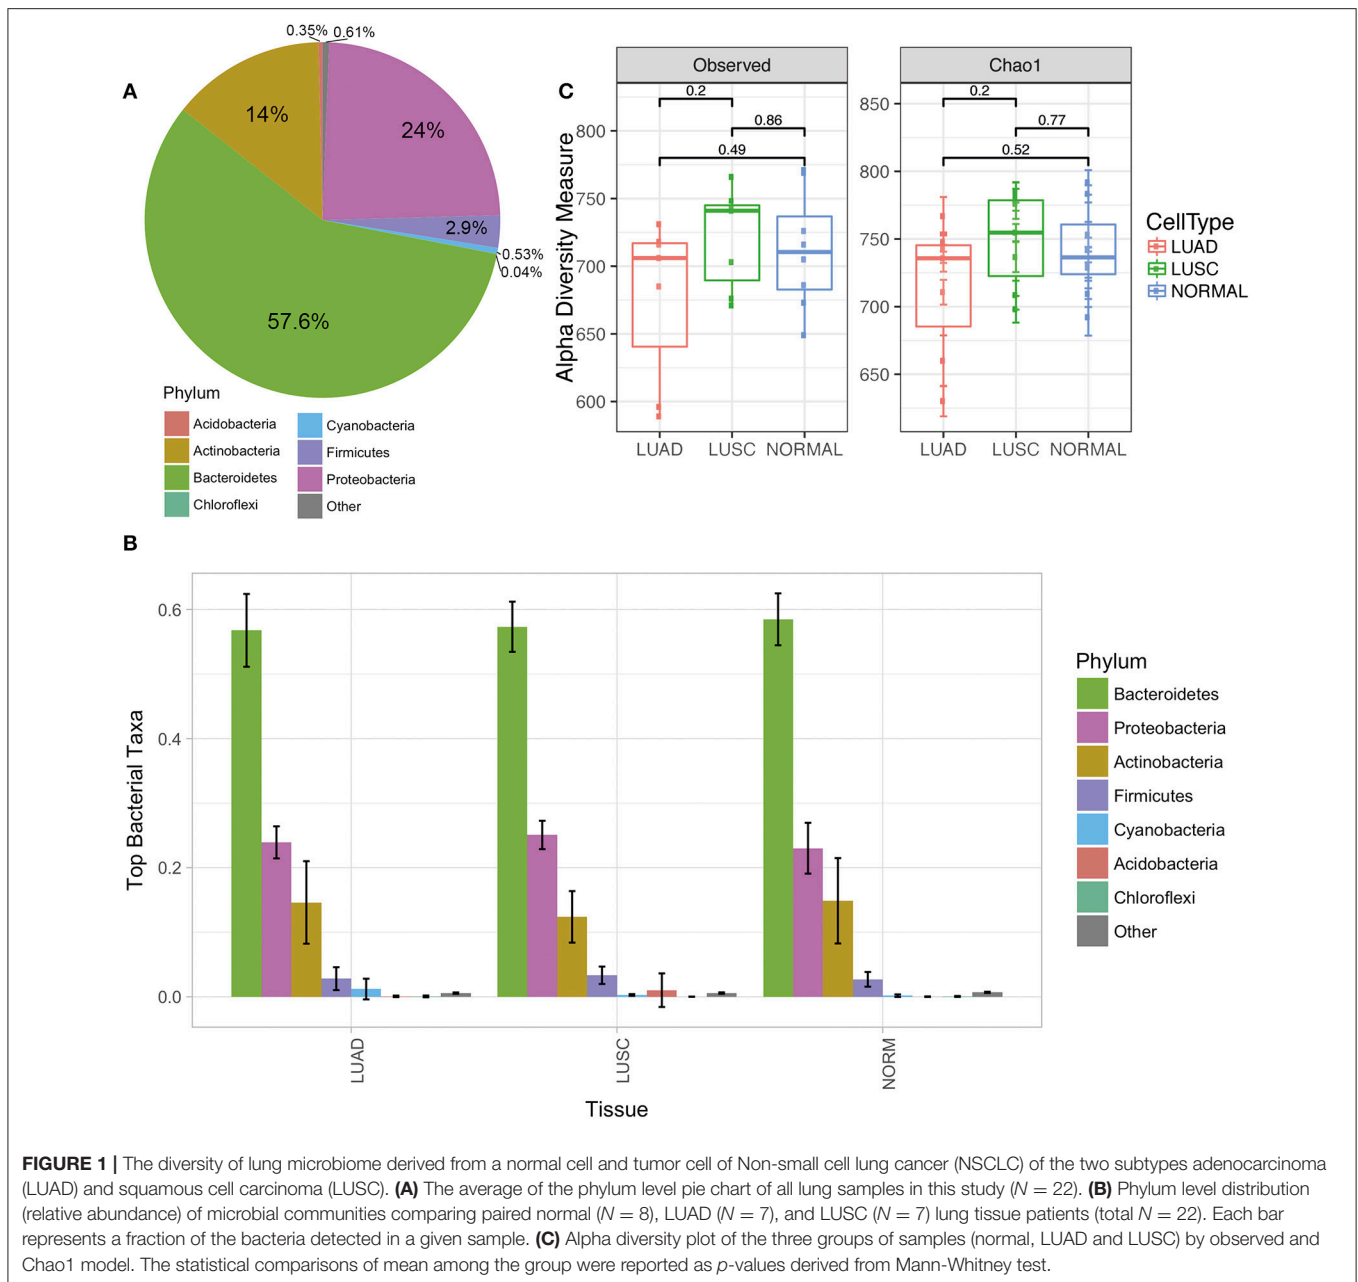 A
0.35%
0.61%
14%
24%
2.9%
0.53%
0.04%
57.6%
Phylum
Acidobacteria
Actinobacteria
Bacteroidetes
Chloroflexi
Cyanobacteria
Firmicutes
Proteobacteria
Other
C
Observed
Chao1
0.2
0.86
0.49
0.2
0.77
0.52
Alpha Diversity Measure
800
750
700
650
600
850
800
750
700
650
LUAD LUSC NORMAL
LUAD LUSC NORMAL
CellType
LUAD
LUSC
NORMAL
B
Top Bacterial Taxa
0.6
0.4
0.2
0.0
LUAD
LUSC
NORM
Tissue
Phylum
Bacteroidetes
Proteobacteria
Actinobacteria
Firmicutes
Cyanobacteria
Acidobacteria
Chloroflexi
Other
FIGURE 1 | The diversity of lung microbiome derived from a normal cell and tumor cell of Non-small cell lung cancer (NSCLC) of the two subtypes adenocarcinoma
(LUAD) and squamous cell carcinoma (LUSC). (A) The average of the phylum level pie chart of all lung samples in this study (N = 22). (B) Phylum level distribution
(relative abundance) of microbial communities comparing paired normal (N = 8), LUAD (N = 7), and LUSC (N = 7) lung tissue patients (total N = 22). Each bar
represents a fraction of the bacteria detected in a given sample. (C) Alpha diversity plot of the three groups of samples (normal, LUAD and LUSC) by observed and
Chao1 model. The statistical comparisons of mean among the group were reported as p-values derived from Mann-Whitney test.